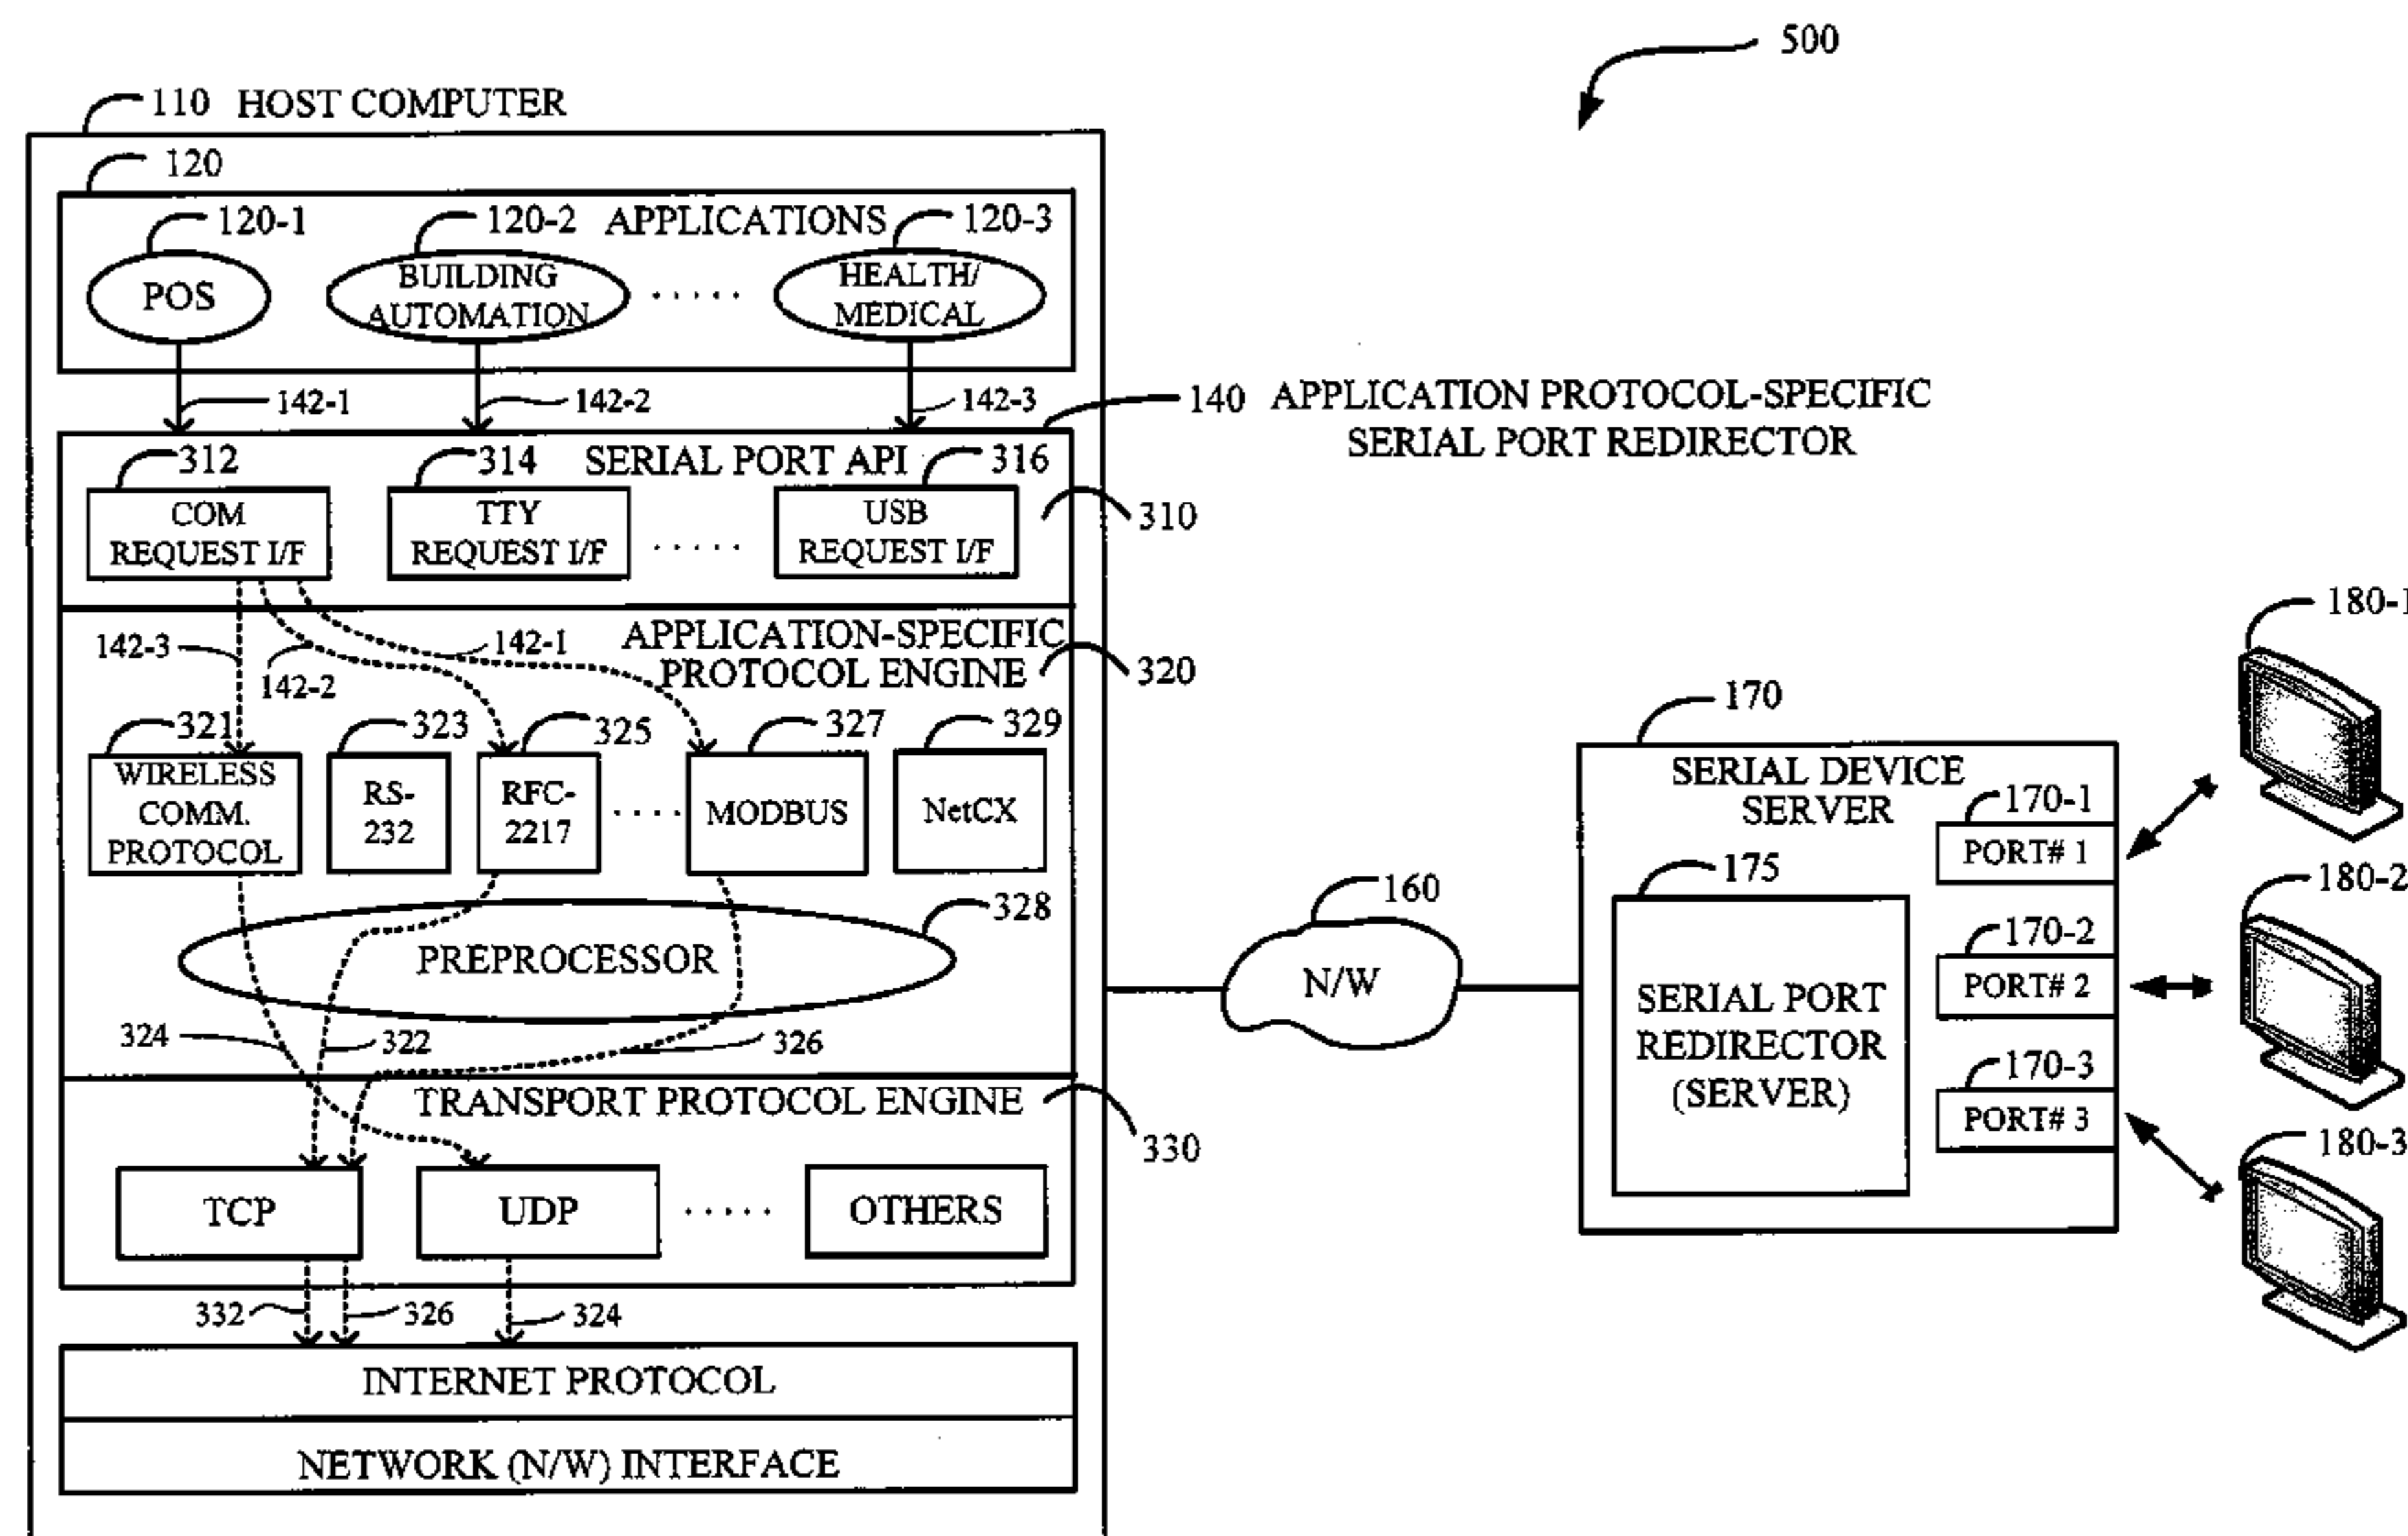 500
110 HOST COMPUTER
120
120-1
120-2
APPLICATIONS
120-3
POS
BUILDING
AUTOMATION
. . . . .
HEALTH/
MEDICAL
142-1
142-2
142-3
140 APPLICATION PROTOCOL-SPECIFIC
SERIAL PORT REDIRECTOR
312
314
SERIAL PORT API
316
COM
REQUEST I/F
TTY
REQUEST I/F
. . . . .
USB
REQUEST I/F
310
142-3
142-2
142-1
APPLICATION-SPECIFIC
PROTOCOL ENGINE
320
321
323
325
327
329
WIRELESS
COMM.
PROTOCOL
RS-
232
RFC-
2217
. . . . .
MODBUS
NetCX
328
PREPROCESSOR
324
322
326
TRANSPORT PROTOCOL ENGINE
330
TCP
UDP
. . . . .
OTHERS
332
326
324
INTERNET PROTOCOL
NETWORK (N/W) INTERFACE
160
N/W
170
SERIAL DEVICE
SERVER
170-1
PORT# 1
175
170-2
PORT# 2
SERIAL PORT
REDIRECTOR
(SERVER)
170-3
PORT# 3
180-1
180-2
180-3